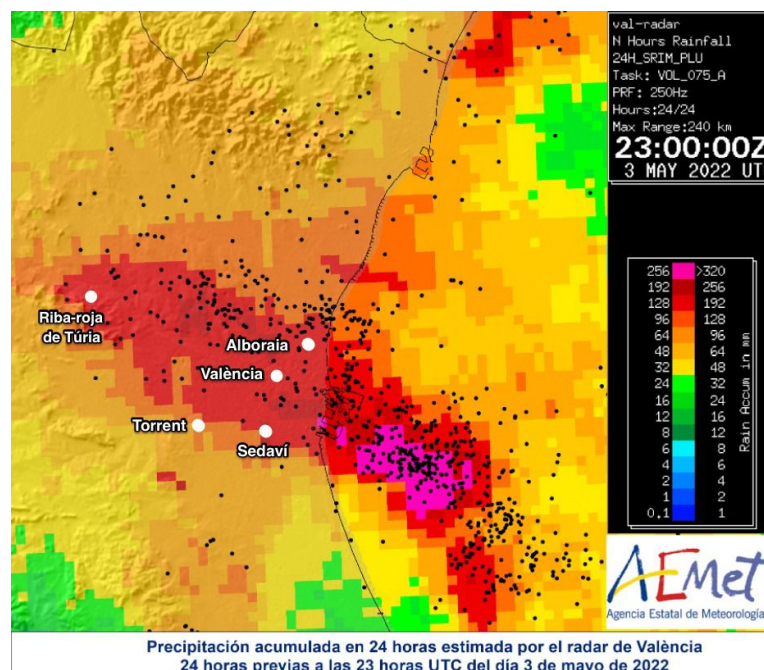 val-radar
N Hours Rainfall
24H_SRIM_PLU
Task: VOL_075_A
PRF: 250Hz
Hours:24/24
Max Range:240 km
23:00:00Z
3 MAY 2022 UT
Riba-roja
de Túria
Alboraia
València
Torrent
Sedaví
256 >320
192 256
128 192
96 128
64 96
48 64
32 48
24 32
16 24
12 16
8 12
6 8
4 6
2 4
1 2
0.1 1
Rain Accum in mm
AEMet
Agencia Estatal de Meteorología
Precipitación acumulada en 24 horas estimada por el radar de València
24 horas previas a las 23 horas UTC del día 3 de mayo de 2022